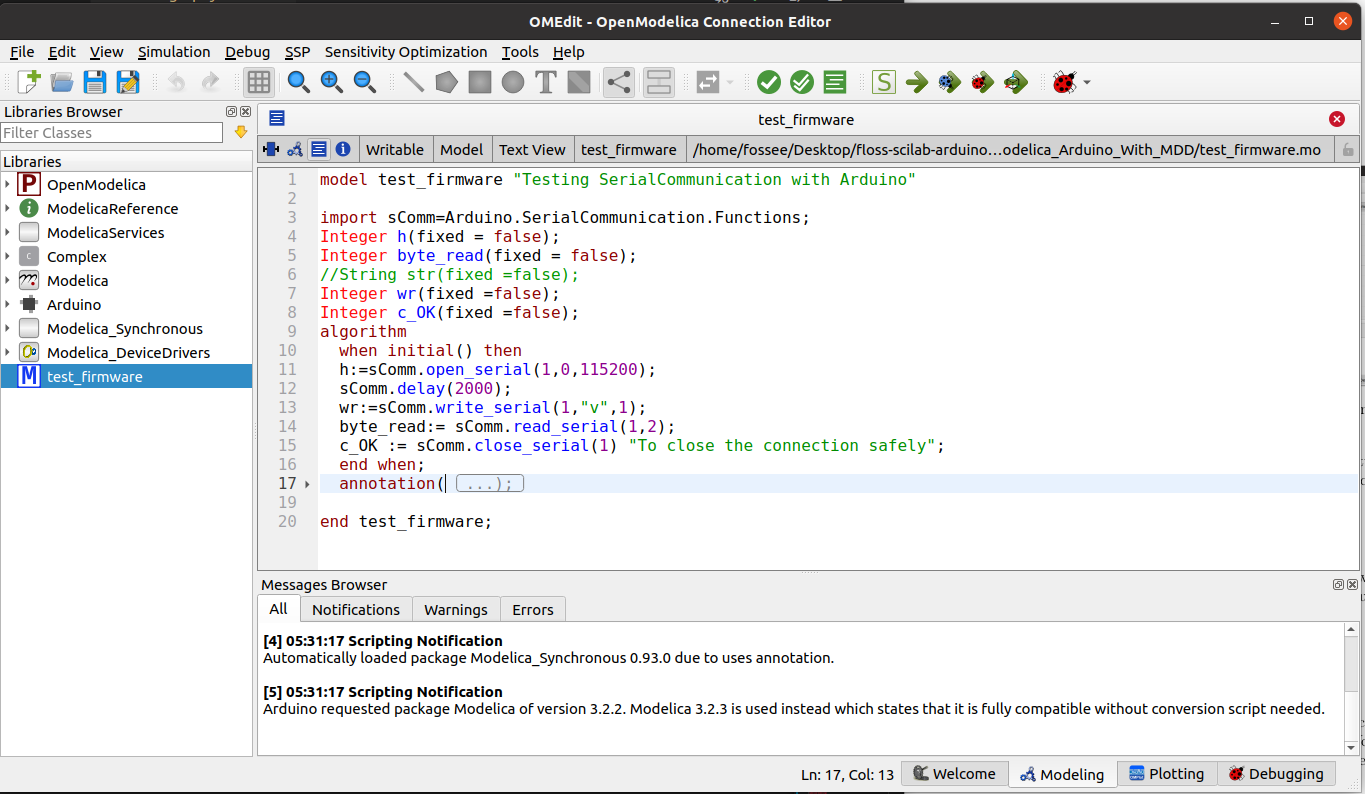 OMEdit - OpenModelica Connection Editor
File Edit View Simulation Debug SSP Sensitivity Optimization Tools Help
Libraries Browser
Filter Classes
Libraries
P OpenModelica
i ModelicaReference
ModelicaServices
C Complex
Modelica
Arduino
Modelica_Synchronous
Modelica_DeviceDrivers
M test_firmware
test_firmware
Writable Model Text View test_firmware /home/fossee/Desktop/floss-scilab-arduino...odelica_Arduino_With_MDD/test_firmware.mo
1 model test_firmware "Testing SerialCommunication with Arduino"
2
3 import sComm=Arduino.SerialCommunication.Functions;
4 Integer h(fixed = false);
5 Integer byte_read(fixed = false);
6 //String str(fixed =false);
7 Integer wr(fixed =false);
8 Integer c_OK(fixed =false);
9 algorithm
10 when initial() then
11 h:=sComm.open_serial(1,0,115200);
12 sComm.delay(2000);
13 wr:=sComm.write_serial(1,"v",1);
14 byte_read:= sComm.read_serial(1,2);
15 c_OK := sComm.close_serial(1) "To close the connection safely";
16 end when;
17 annotation( ...);
19
20 end test_firmware;
Messages Browser
All Notifications Warnings Errors
[4] 05:31:17 Scripting Notification
Automatically loaded package Modelica_Synchronous 0.93.0 due to uses annotation.
[5] 05:31:17 Scripting Notification
Arduino requested package Modelica of version 3.2.2. Modelica 3.2.3 is used instead which states that it is fully compatible without conversion script needed.
Ln: 17, Col: 13 Welcome Modeling Plotting Debugging